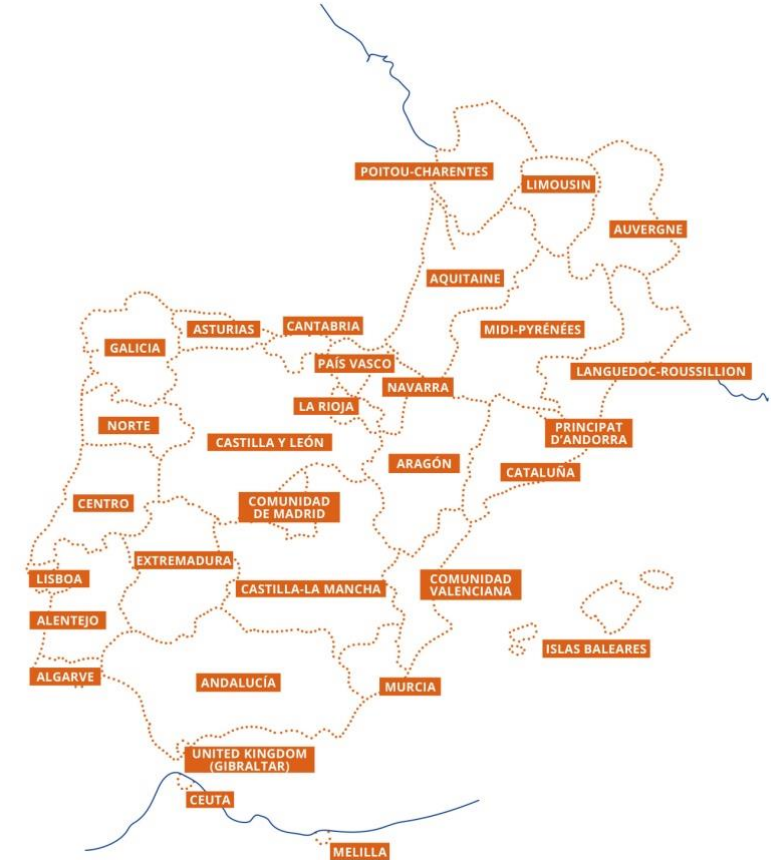 POITOU-CHARENTES
LIMOUSIN
AUVERGNE
AQUITAINE
ASTURIAS
CANTABRIA
MIDI-PYRÉNÉES
GALICIA
PAÍS VASCO
LANGUEDOC-ROUSSILLION
NAVARRA
LA RIOJA
NORTE
PRINCIPAT
D'ANDORRA
CASTILLA Y LEÓN
ARAGÓN
CATALUÑA
CENTRO
COMUNIDAD
DE MADRID
EXTREMADURA
LISBOA
CASTILLA-LA MANCHA
COMUNIDAD
VALENCIANA
ALENTEJO
ISLAS BALEARES
ALGARVE
ANDALUCÍA
MURCIA
UNITED KINGDOM
(GIBRALTAR)
CEUTA
MELILLA